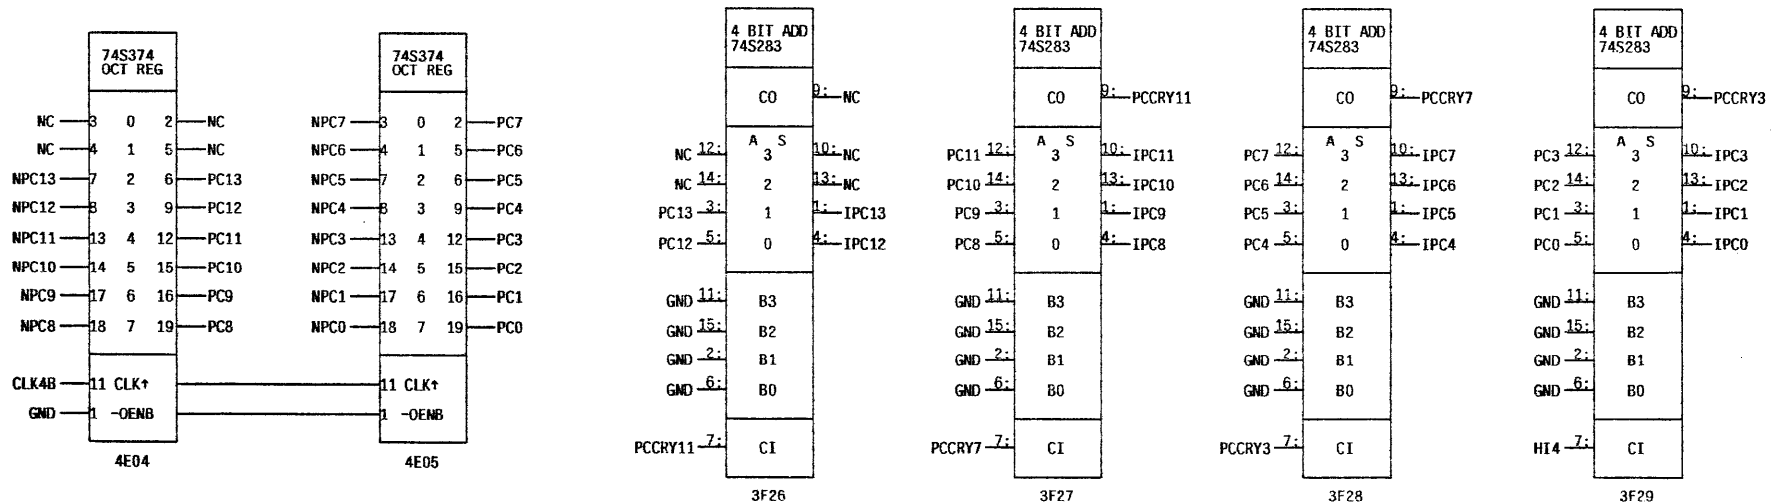 74S374
OCT REG
NC 3 0 2 NC
NC 4 1 5 NC
NPC13 7 2 6 PC13
NPC12 8 3 9 PC12
NPC11 13 4 12 PC11
NPC10 14 5 15 PC10
NPC9 17 6 16 PC9
NPC8 18 7 19 PC8
CLK4B 11 CLK↑
GND 1 -OENB
4E04
74S374
OCT REG
NPC7 3 0 2 PC7
NPC6 4 1 5 PC6
NPC5 7 2 6 PC5
NPC4 8 3 9 PC4
NPC3 13 4 12 PC3
NPC2 14 5 15 PC2
NPC1 17 6 16 PC1
NPC0 18 7 19 PC0
11 CLK↑
1 -OENB
4E05
4 BIT ADD
74S283
CO 9: NC
A S
NC 12: 3 10: NC
NC 14: 2 13: NC
PC13 3: 1 1: IPC13
PC12 5: 0 4: IPC12
GND 11: B3
GND 15: B2
GND 2: B1
GND 6: B0
PCCRY11 7: CI
3F26
4 BIT ADD
74S283
CO 9: PCCRY11
A S
PC11 12: 3 10: IPC11
PC10 14: 2 13: IPC10
PC9 3: 1 1: IPC9
PC8 5: 0 4: IPC8
GND 11: B3
GND 15: B2
GND 2: B1
GND 6: B0
PCCRY7 7: CI
3F27
4 BIT ADD
74S283
CO 9: PCCRY7
A S
PC7 12: 3 10: IPC7
PC6 14: 2 13: IPC6
PC5 3: 1 1: IPC5
PC4 5: 0 4: IPC4
GND 11: B3
GND 15: B2
GND 2: B1
GND 6: B0
PCCRY3 7: CI
3F28
4 BIT ADD
74S283
CO 9: PCCRY3
A S
PC3 12: 3 10: IPC3
PC2 14: 2 13: IPC2
PC1 3: 1 1: IPC1
PC0 5: 0 4: IPC0
GND 11: B3
GND 15: B2
GND 2: B1
GND 6: B0
HI4 7: CI
3F29